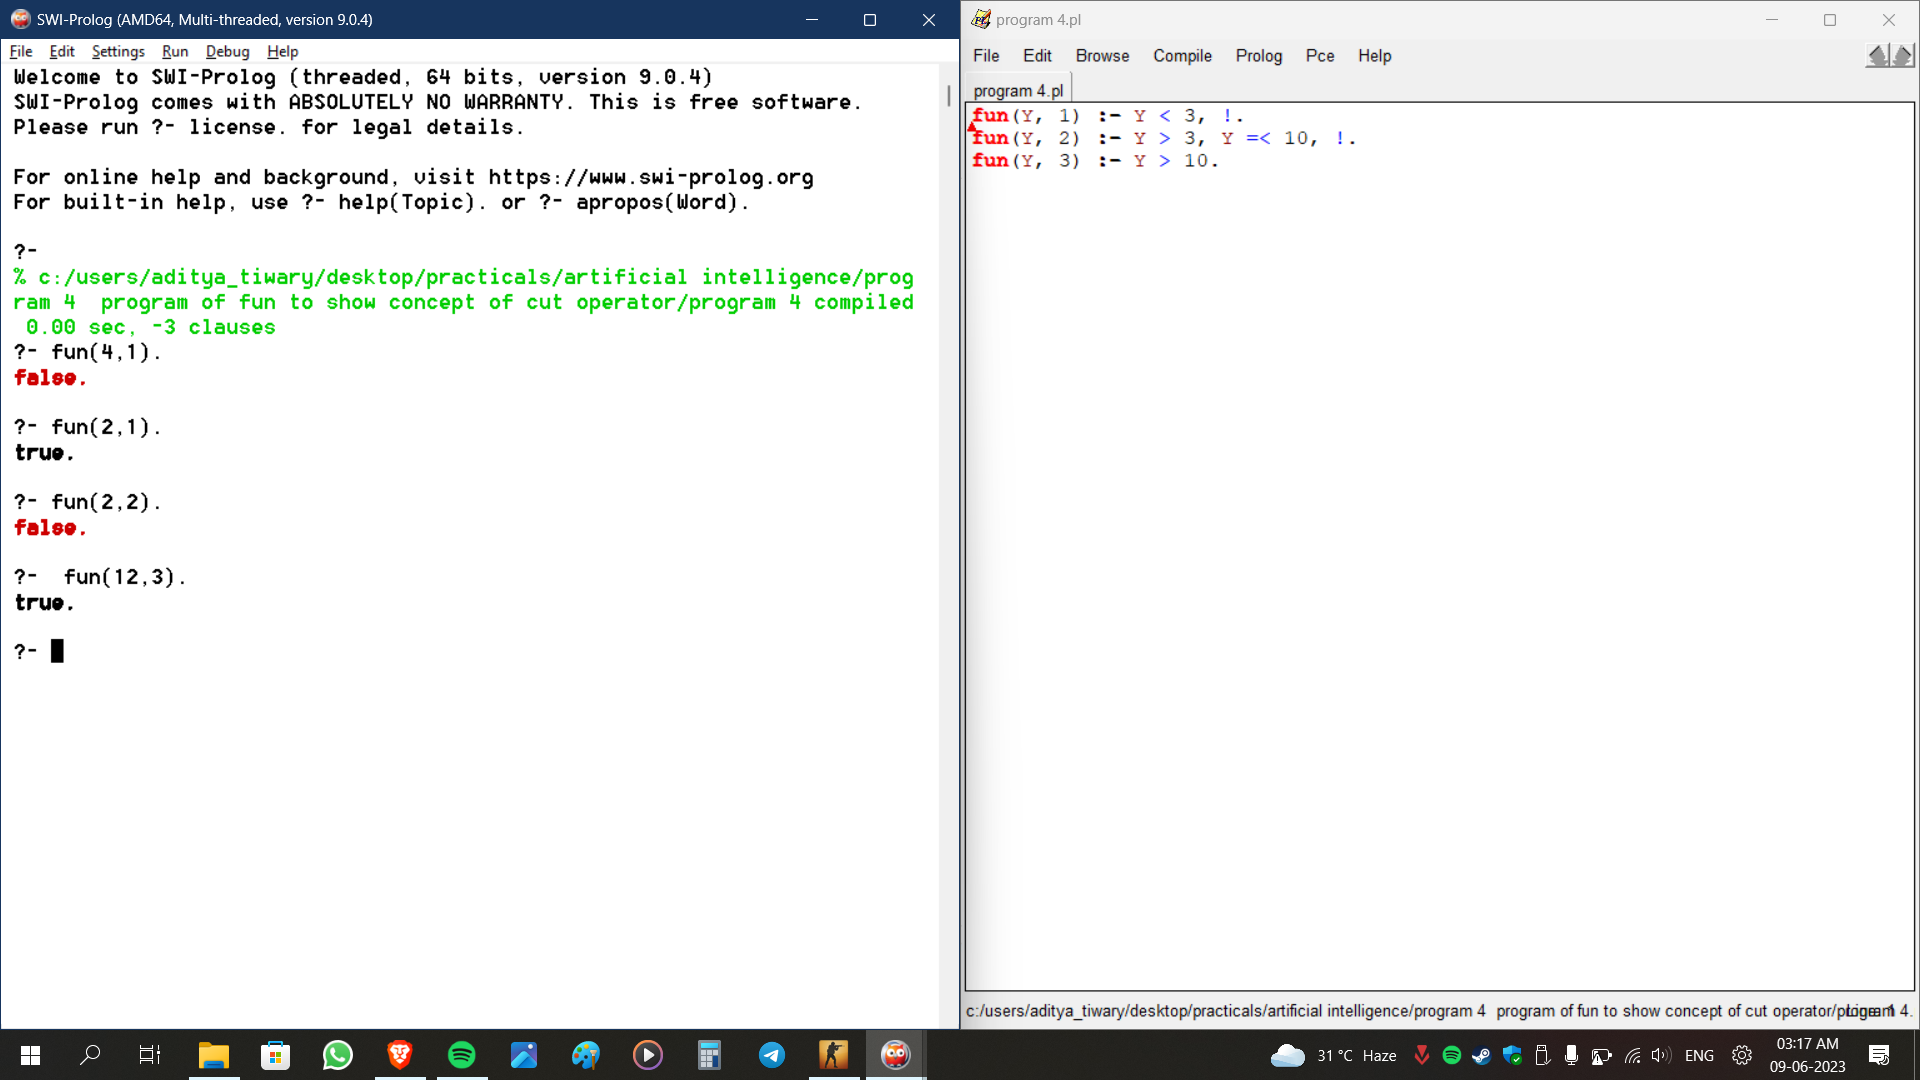 SWI-Prolog (AMD64, Multi-threaded, version 9.0.4)
File Edit Settings Run Debug Help
Welcome to SWI-Prolog (threaded, 64 bits, version 9.0.4)
SWI-Prolog comes with ABSOLUTELY NO WARRANTY. This is free software.
Please run ?- license. for legal details.
For online help and background, visit https://www.swi-prolog.org
For built-in help, use ?- help(Topic). or ?- apropos(Word).
?-
% c:/users/aditya_tiwary/desktop/practicals/artificial intelligence/prog
ram 4  program of fun to show concept of cut operator/program 4 compiled
 0.00 sec, -3 clauses
?- fun(4,1).
false.
?- fun(2,1).
true.
?- fun(2,2).
false.
?-  fun(12,3).
true.
?-
program 4.pl
File Edit Browse Compile Prolog Pce Help
program 4.pl
fun(Y, 1) :- Y < 3, !.
fun(Y, 2) :- Y > 3, Y =< 10, !.
fun(Y, 3) :- Y > 10.
c:/users/aditya_tiwary/desktop/practicals/artificial intelligence/program 4  program of fun to show concept of cut operator/ 4.
31°C Haze
ENG
03:17 AM
09-06-2023